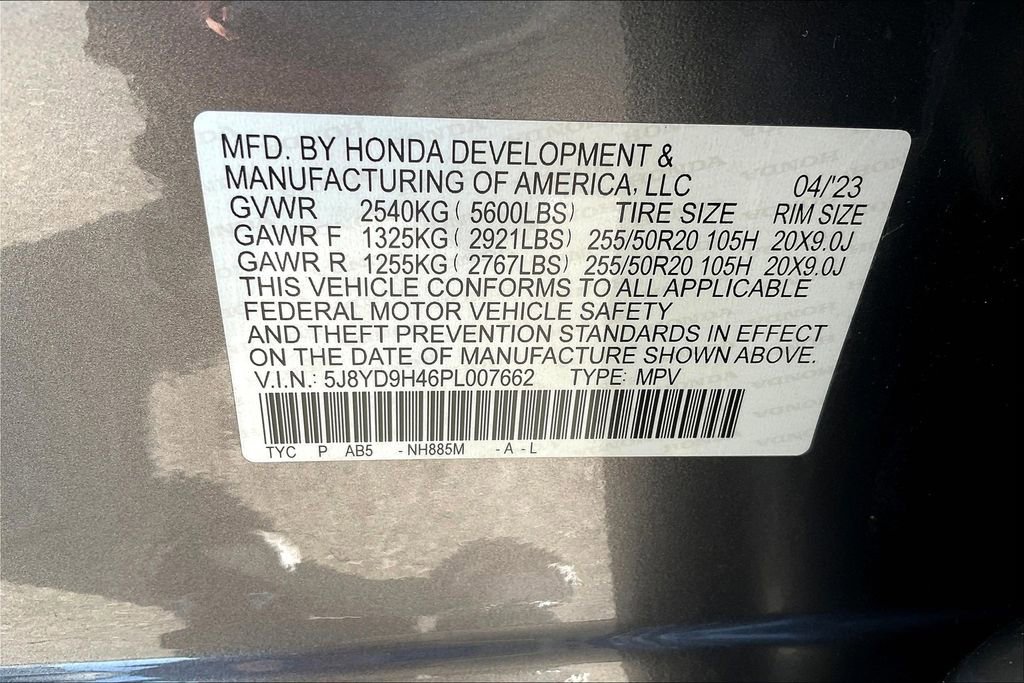 MFD. BY HONDA DEVELOPMENT &
MANUFACTURING OF AMERICA, LLC 04/'23
GVWR 2540KG ( 5600LBS) TIRE SIZE RIM SIZE
GAWR F 1325KG ( 2921LBS) 255/50R20 105H 20X9.0J
GAWR R 1255KG ( 2767LBS) 255/50R20 105H 20X9.0J
THIS VEHICLE CONFORMS TO ALL APPLICABLE
FEDERAL MOTOR VEHICLE SAFETY
AND THEFT PREVENTION STANDARDS IN EFFECT
ON THE DATE OF MANUFACTURE SHOWN ABOVE.
V.I.N.: 5J8YD9H46PL007662 TYPE: MPV
TYC P AB5 -NH885M -A -L